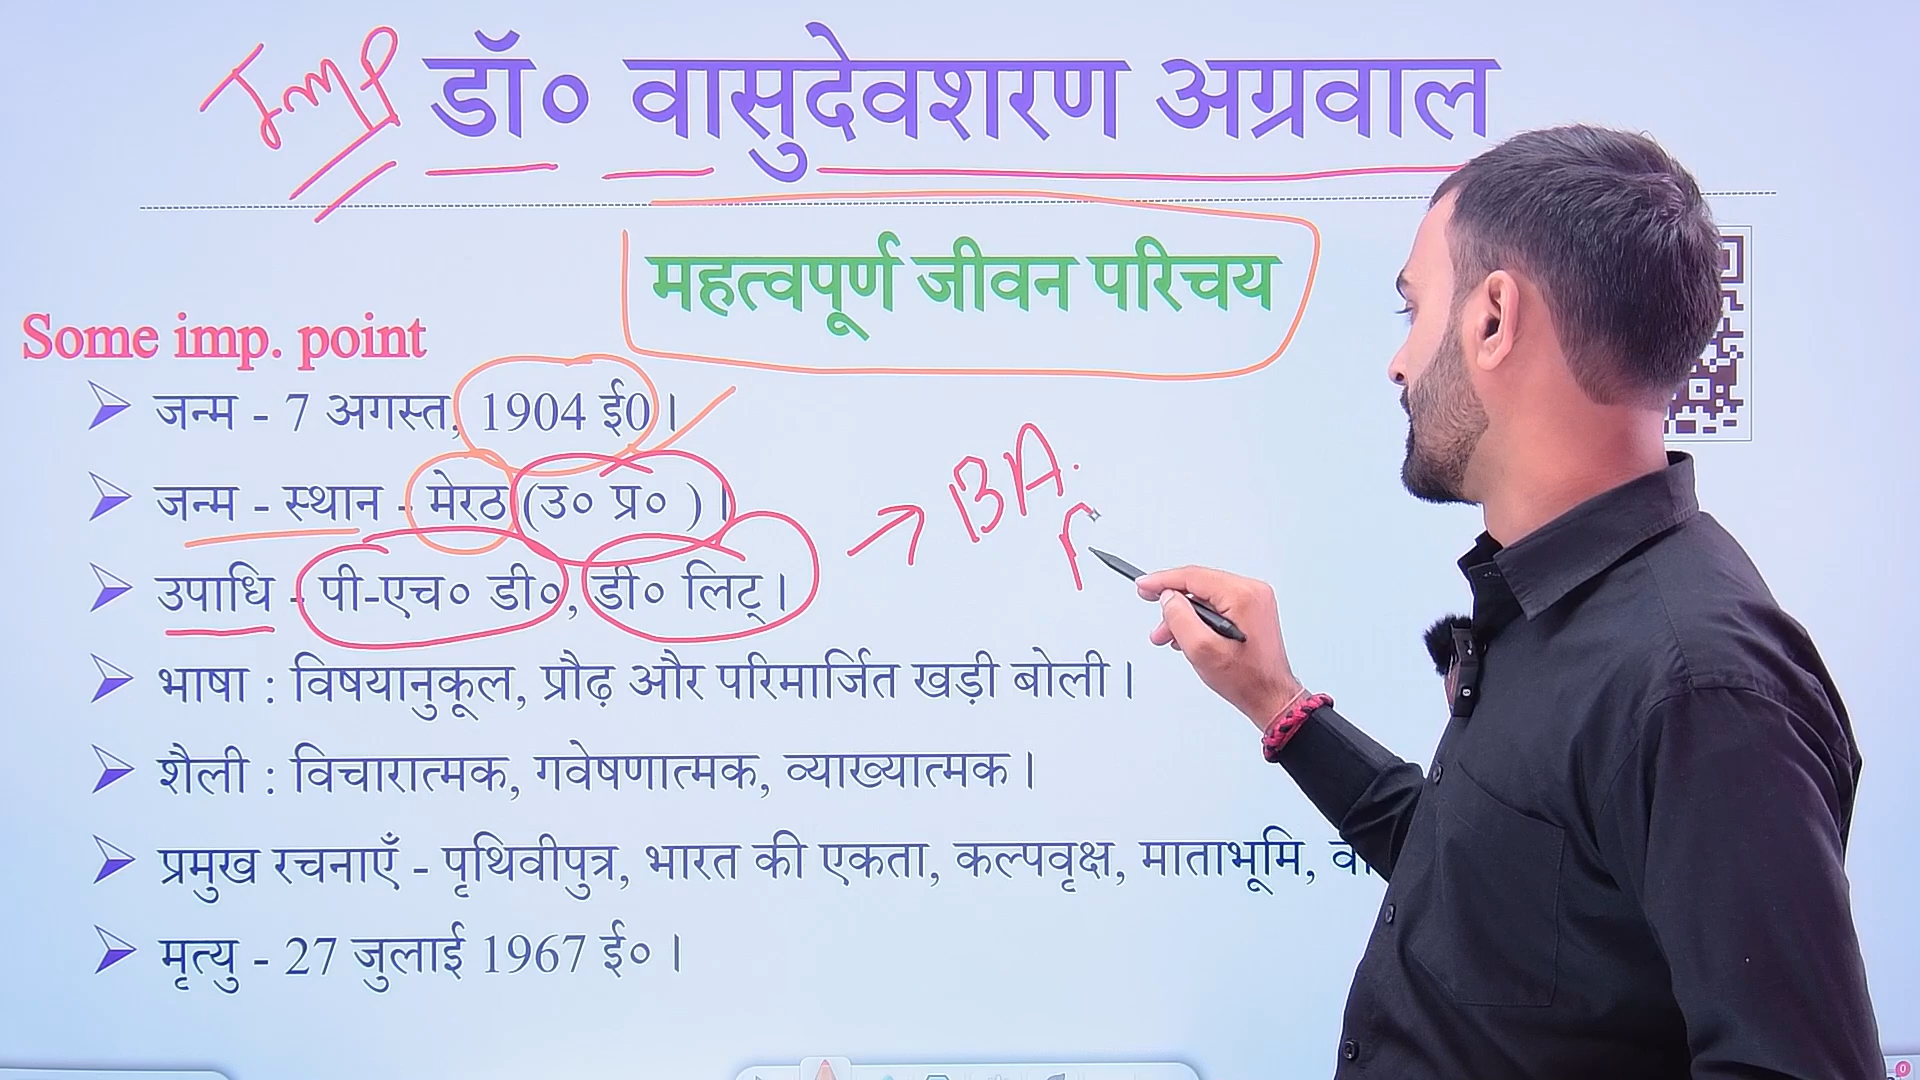 Imp डॉ० वासुदेवशरण अग्रवाल
महत्वपूर्ण जीवन परिचय
Some imp. point
जन्म - 7 अगस्त, 1904 ई0।
जन्म - स्थान - मेरठ (उ० प्र० )।
उपाधि - पी-एच० डी०, डी० लिट्।
BA.
भाषा : विषयानुकूल, प्रौढ़ और परिमार्जित खड़ी बोली।
शैली : विचारात्मक, गवेषणात्मक, व्याख्यात्मक।
प्रमुख रचनाएँ - पृथिवीपुत्र, भारत की एकता, कल्पवृक्ष, माताभूमि,
मृत्यु - 27 जुलाई 1967 ई०।